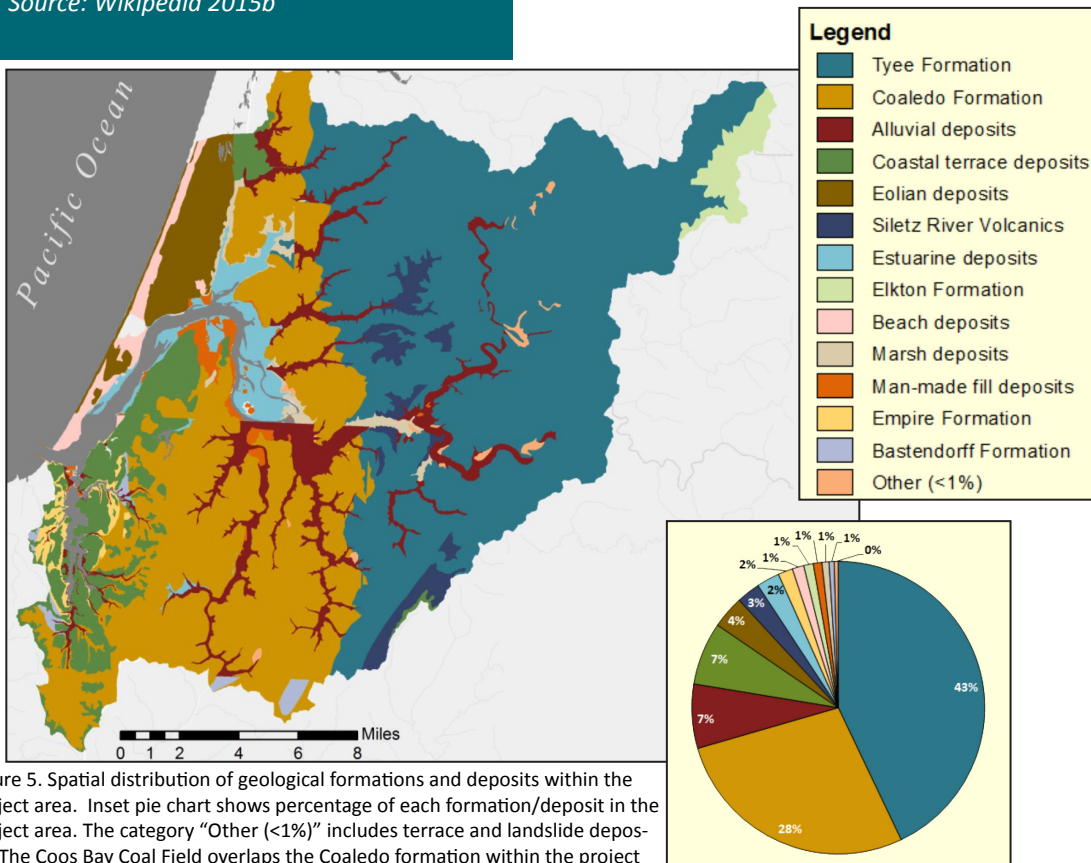 Source: Wikipedia 2015b
Pacific Ocean
Legend
Tyee Formation
Coaledo Formation
Alluvial deposits
Coastal terrace deposits
Eolian deposits
Siletz River Volcanics
Estuarine deposits
Elkton Formation
Beach deposits
Marsh deposits
Man-made fill deposits
Empire Formation
Bastendorff Formation
Other (<1%)
Miles
0 1 2 4 6 8
1% 1% 1% 1%
1% 0%
2%
2%
3%
4%
7%
7%
43%
28%
ure 5. Spatial distribution of geological formations and deposits within the
ject area. Inset pie chart shows percentage of each formation/deposit in the
ject area. The category "Other (<1%)" includes terrace and landslide depos-
The Coos Bay Coal Field overlaps the Coaledo formation within the project